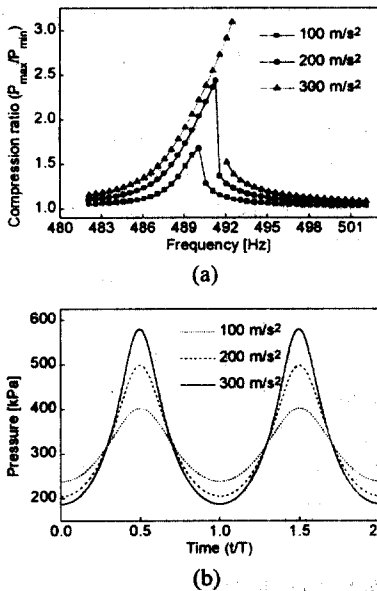 Compression ratio (Pmax/Pmin)
3.0
2.5
2.0
1.5
1.0
100 m/s²
200 m/s²
300 m/s²
480 483 486 489 492 495 498 502
Frequency [Hz]
(a)
Pressure [kPa]
600
500
400
300
200
100 m/s²
200 m/s²
300 m/s²
0.0 0.5 1.0 1.5 2
Time (t/T)
(b)